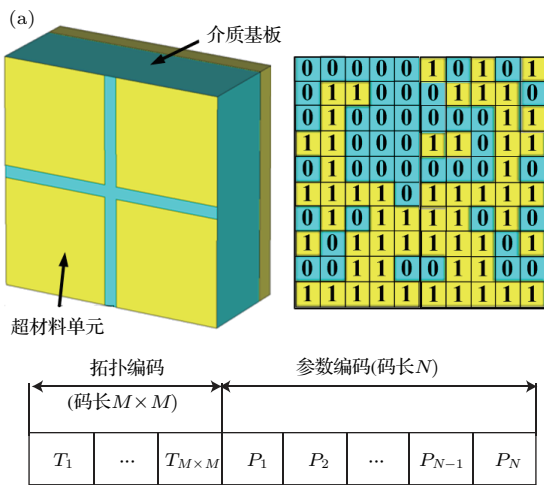 (a)
介质基板
0 0 0 0 0 1 0 1 0 1
0 1 1 0 0 0 1 1 1 0
0 1 0 0 0 0 0 0 1 1
1 1 0 0 0 1 1 0 1 1
0 1 0 0 0 0 0 0 1 0
1 1 1 1 0 1 1 1 1 1
0 1 0 1 1 1 1 0 1 0
1 0 1 1 1 1 1 1 0 1
0 0 1 1 0 0 1 1 0 0
1 1 1 1 1 1 1 1 1 1
超材料单元
拓扑编码 参数编码(码长N)
(码长M×M)
T₁ ... T_{M×M} P₁ P₂ ... P_{N−1} P_N